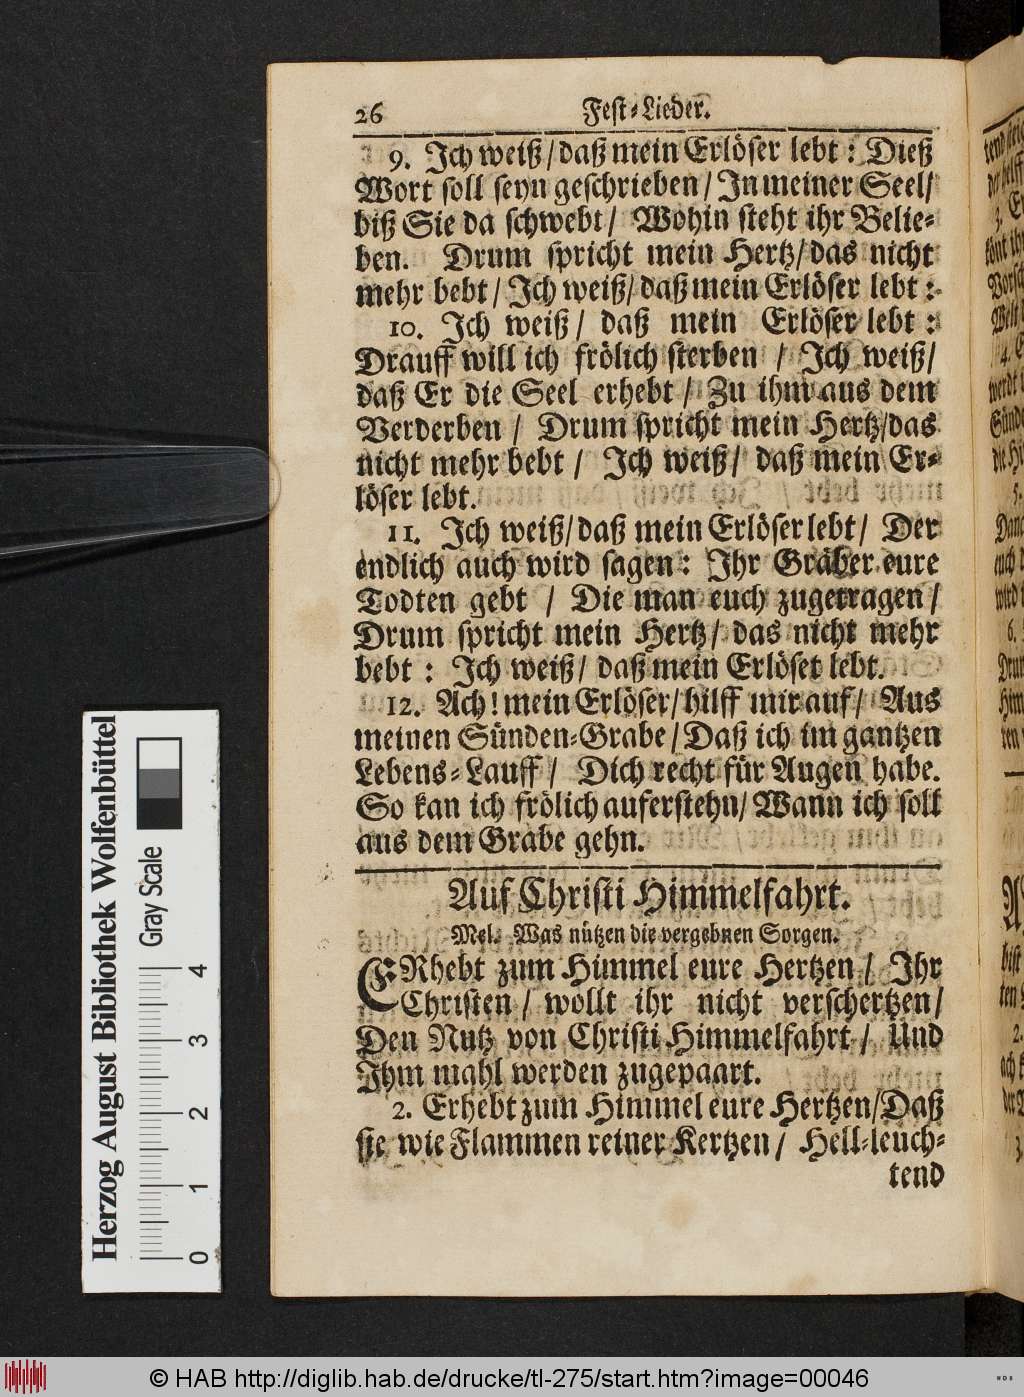 26 Fest-Lieder.
9. Ich weiß/daß mein Erlöser lebt: Dieß
Wort soll seyn geschrieben/ In meiner Seel/
biß Sie da schwebt/ Wohin steht ihr Belie-
ben. Drum spricht mein Hertz/das nicht
mehr bebt/ Ich weiß/daß mein Erlöser lebt:
10. Ich weiß/ daß mein Erlöser lebt:
Drauff will ich frölich sterben / Ich weiß/
daß Er die Seel erhebt/ Zu ihm aus dem
Verderben / Drum spricht mein Hertz/das
nicht mehr bebt / Ich weiß/ daß mein Er-
löser lebt.
11. Ich weiß/daß mein Erlöser lebt/ Der
endlich auch wird sagen: Ihr Gräber eure
Todten gebt / Die man euch zugetragen/
Drum spricht mein Hertz/ das nicht mehr
bebt: Ich weiß/ daß mein Erlöser lebt.
12. Ach! mein Erlöser/hilff mir auf/ Aus
meinen Sünden-Grabe/Daß ich im gantzen
Lebens-Lauff/ Dich recht für Augen habe.
So kan ich frölich auferstehn/ Wann ich soll
aus dem Grabe gehn.
Auf Christi Himmelfahrt.
Mel. Was nützen die vergebnen Sorgen.
ERhebt zum Himmel eure Hertzen/ Ihr
Christen/ wollt ihr nicht verschertzen/
Den Nutz von Christi Himmelfahrt/ Und
Ihm mahl werden zugepaart.
2. Erhebt zum Himmel eure Hertzen/Daß
sie wie Flammen reiner Kertzen/ Hell-leuch-
tend
Herzog August Bibliothek Wolfenbüttel
Gray Scale
0 1 2 3 4
© HAB http://diglib.hab.de/drucke/tl-275/start.htm?image=00046